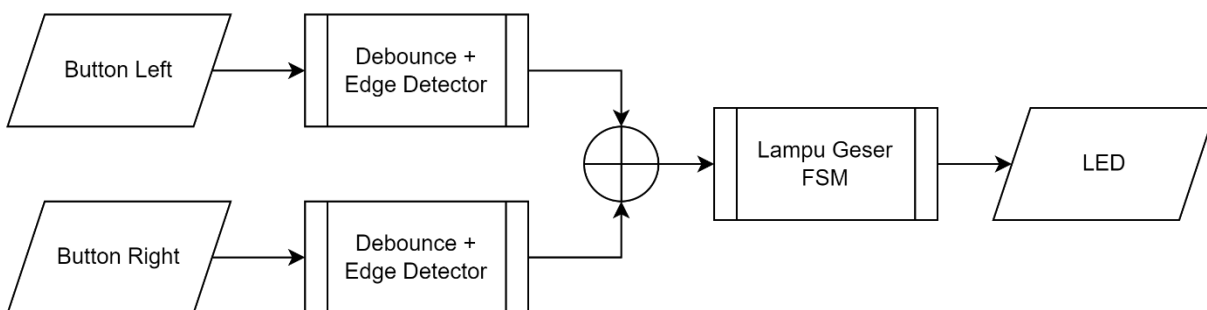 Button Left
Debounce +
Edge Detector
Lampu Geser
FSM
LED
Button Right
Debounce +
Edge Detector